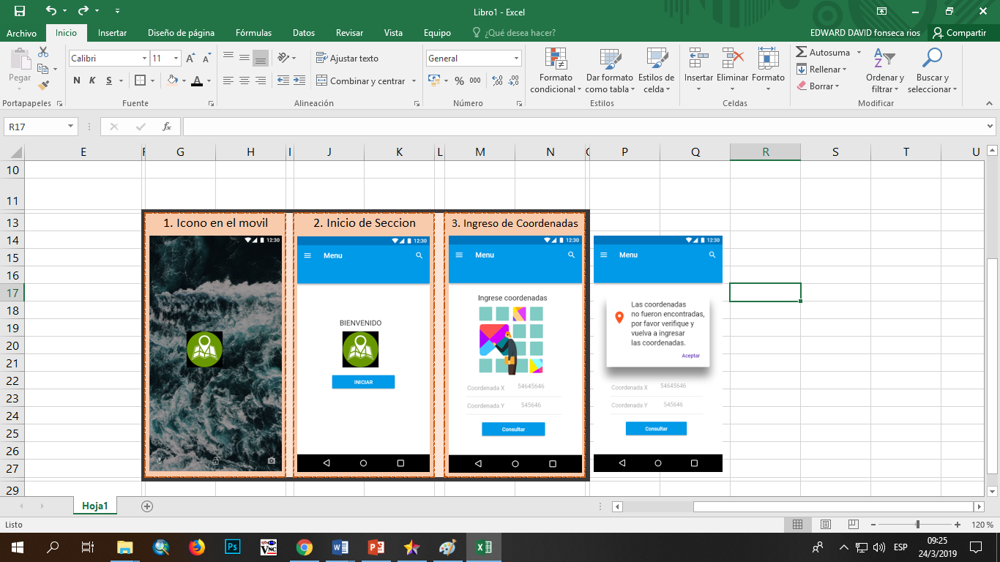 Libro1 - Excel
Archivo Inicio Insertar Diseño de página Fórmulas Datos Revisar Vista Equipo ¿Qué desea hacer? EDWARD DAVID fonseca rios Compartir
Pegar
Calibri 11
N K S
A A
A
Ajustar texto
Combinar y centrar
General
% 000
Formato condicional
Dar formato como tabla
Estilos de celda
Insertar Eliminar Formato
Autosuma
Rellenar
Borrar
Ordenar y filtrar
Buscar y seleccionar
Portapapeles Fuente Alineación Número Estilos Celdas Modificar
R17 fx
E F G H I J K L M N P Q R S T U
10
11
13
14
15
16
17
18
19
20
21
22
23
24
25
26
27
29
1. Icono en el movil
12:30
2. Inicio de Seccion
12:30
Menu
BIENVENIDO
INICIAR
3. Ingreso de Coordenadas
12:30
Menu
Ingrese coordenadas
Coordenada X 54645646
Coordenada Y 545646
Consultar
12:30
Menu
Las coordenadas
no fueron encontradas,
por favor verifique y
vuelva a ingresar
las coordenadas.
Aceptar
Coordenada X 54645646
Coordenada Y 545646
Consultar
Hoja1
Listo 120 %
Ps VNC ESP 09:25
24/3/2019